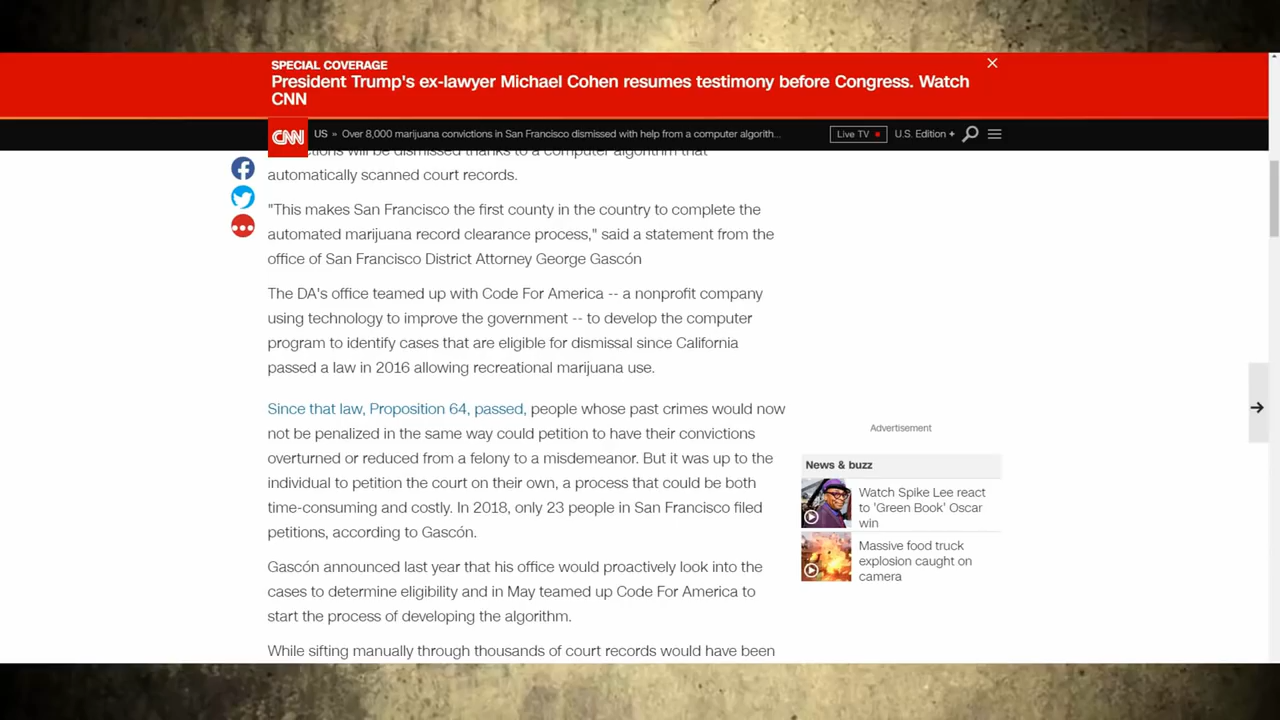 SPECIAL COVERAGE
President Trump's ex-lawyer Michael Cohen resumes testimony before Congress. Watch
CNN
CNN
US » Over 8,000 marijuana convictions in San Francisco dismissed with help from a computer algorith...
Live TV
U.S. Edition +
will be dismissed thanks to a computer algorithm that
automatically scanned court records.
"This makes San Francisco the first county in the country to complete the
automated marijuana record clearance process," said a statement from the
office of San Francisco District Attorney George Gascón
The DA's office teamed up with Code For America -- a nonprofit company
using technology to improve the government -- to develop the computer
program to identify cases that are eligible for dismissal since California
passed a law in 2016 allowing recreational marijuana use.
Since that law, Proposition 64, passed, people whose past crimes would now
not be penalized in the same way could petition to have their convictions
overturned or reduced from a felony to a misdemeanor. But it was up to the
individual to petition the court on their own, a process that could be both
time-consuming and costly. In 2018, only 23 people in San Francisco filed
petitions, according to Gascón.
Gascón announced last year that his office would proactively look into the
cases to determine eligibility and in May teamed up Code For America to
start the process of developing the algorithm.
While sifting manually through thousands of court records would have been
Advertisement
News & buzz
Watch Spike Lee react
to 'Green Book' Oscar
win
Massive food truck
explosion caught on
camera